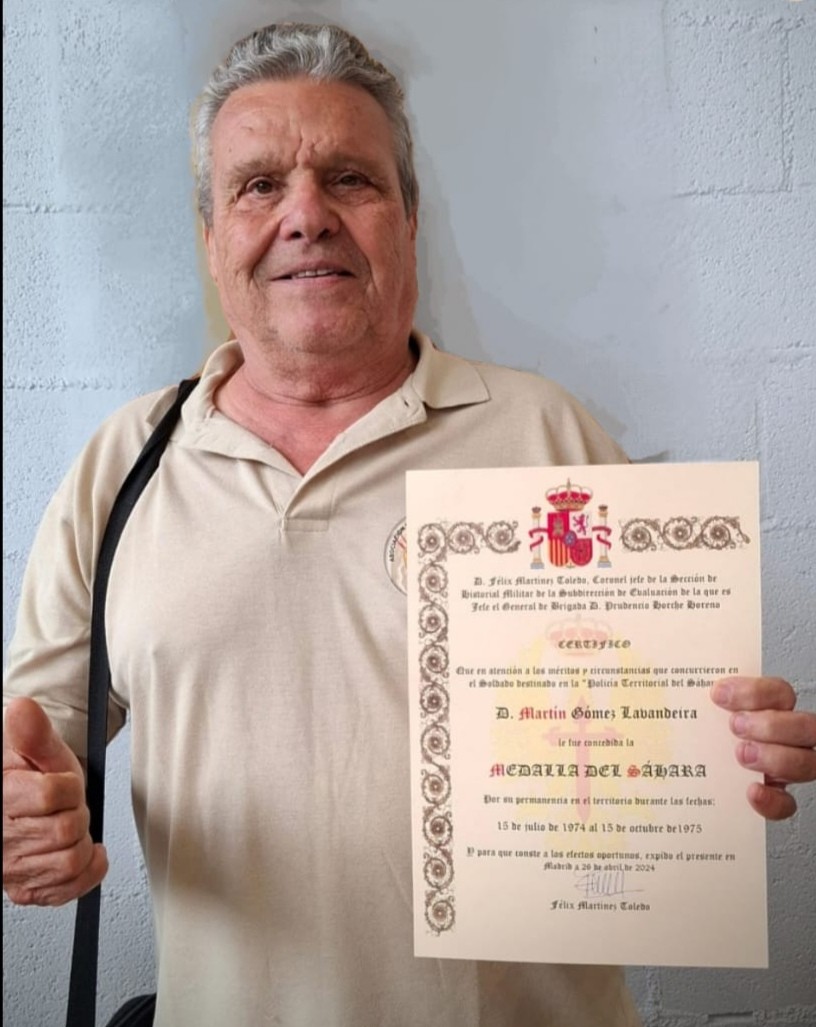 ASOCIACIÓN
D. Félix Martínez Toledo, Coronel jefe de la Sección de
Historial Militar de la Subdirección de Evaluación de la que es
Jefe el General de Brigada D. Prudencio Horche Moreno
CERTIFICO
Que en atención a los méritos y circunstancias que concurrieron en
el Soldado destinado en la "Policía Territorial del Sáhar
D. Martín Gómez Lavandeira
le fue concedida la
MEDALLA DEL SÁHARA
Por su permanencia en el territorio durante las fechas:
15 de julio de 1974 al 15 de octubre de1975
Y para que conste a los efectos oportunos, expido el presente en
Madrid a 26 de abril de 2024
Félix Martínez Toledo